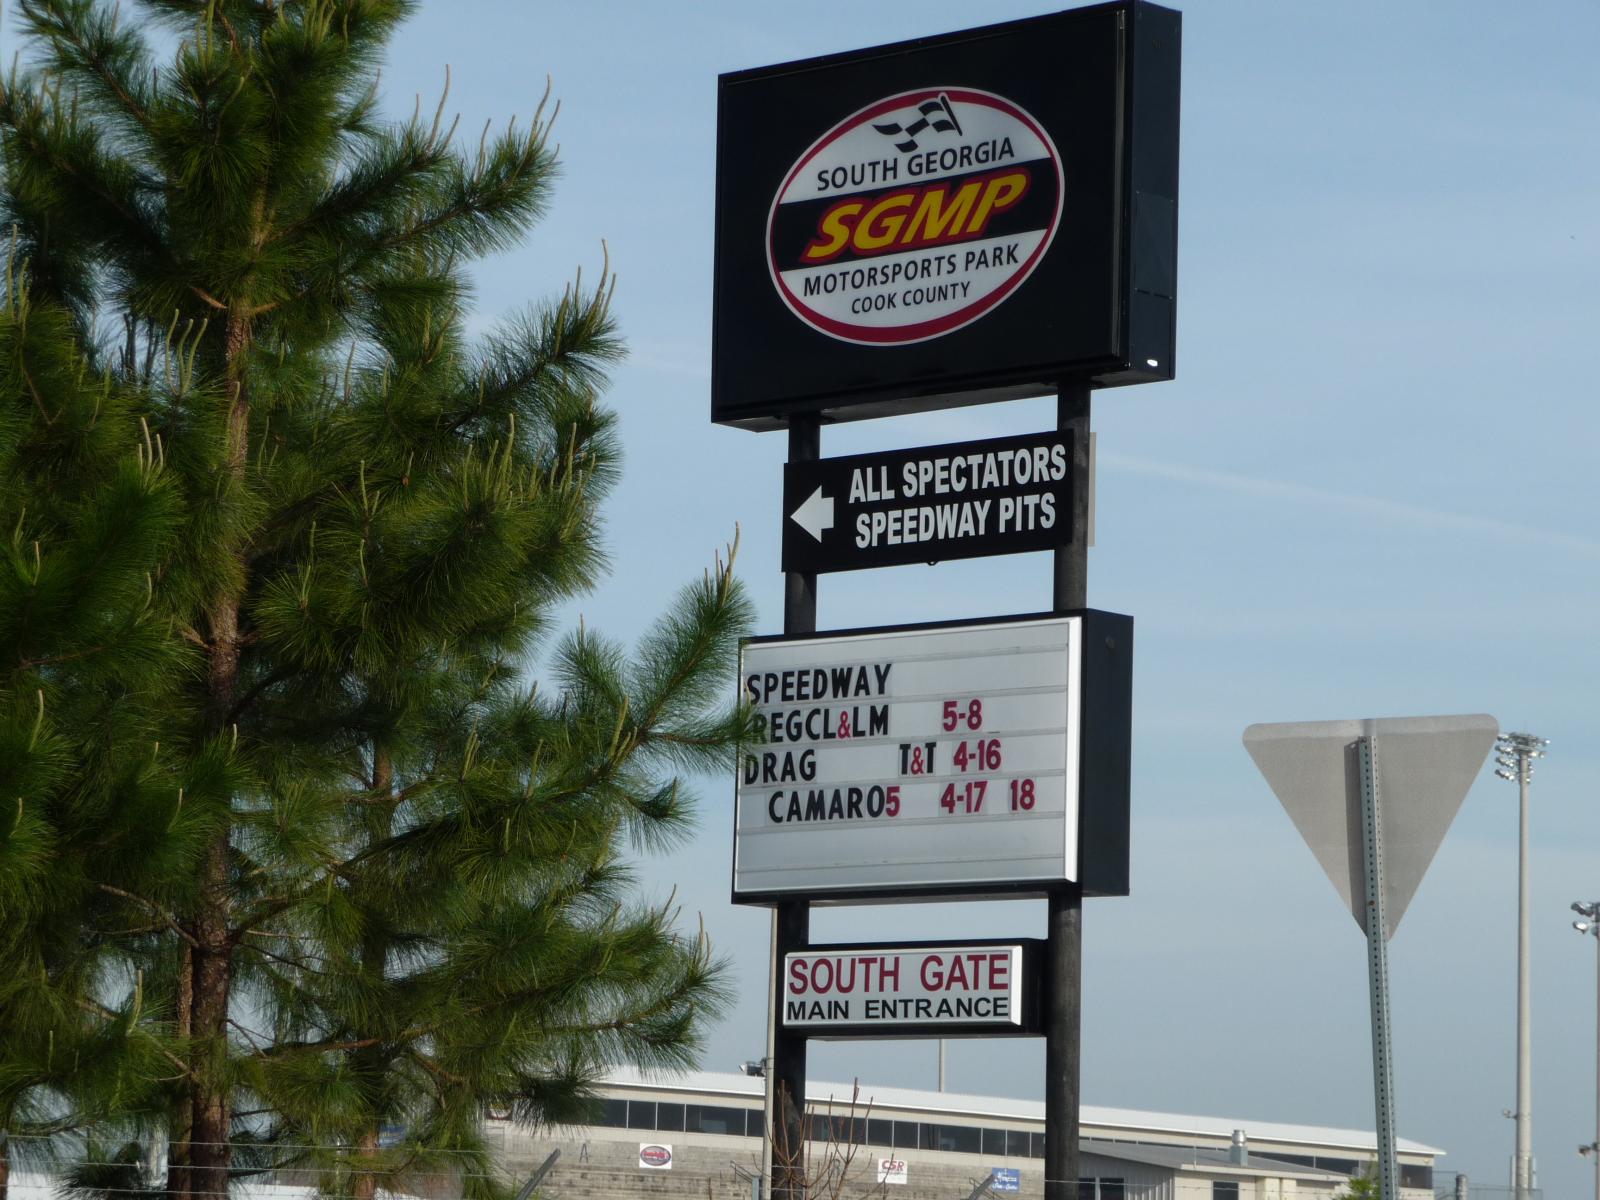 SOUTH GEORGIA
SGMP
MOTORSPORTS PARK
COOK COUNTY
ALL SPECTATORS
SPEEDWAY PITS
SPEEDWAY
REGCL&LM 5-8
DRAG T&T 4-16
CAMARO5 4-17 18
SOUTH GATE
MAIN ENTRANCE
A
CSR